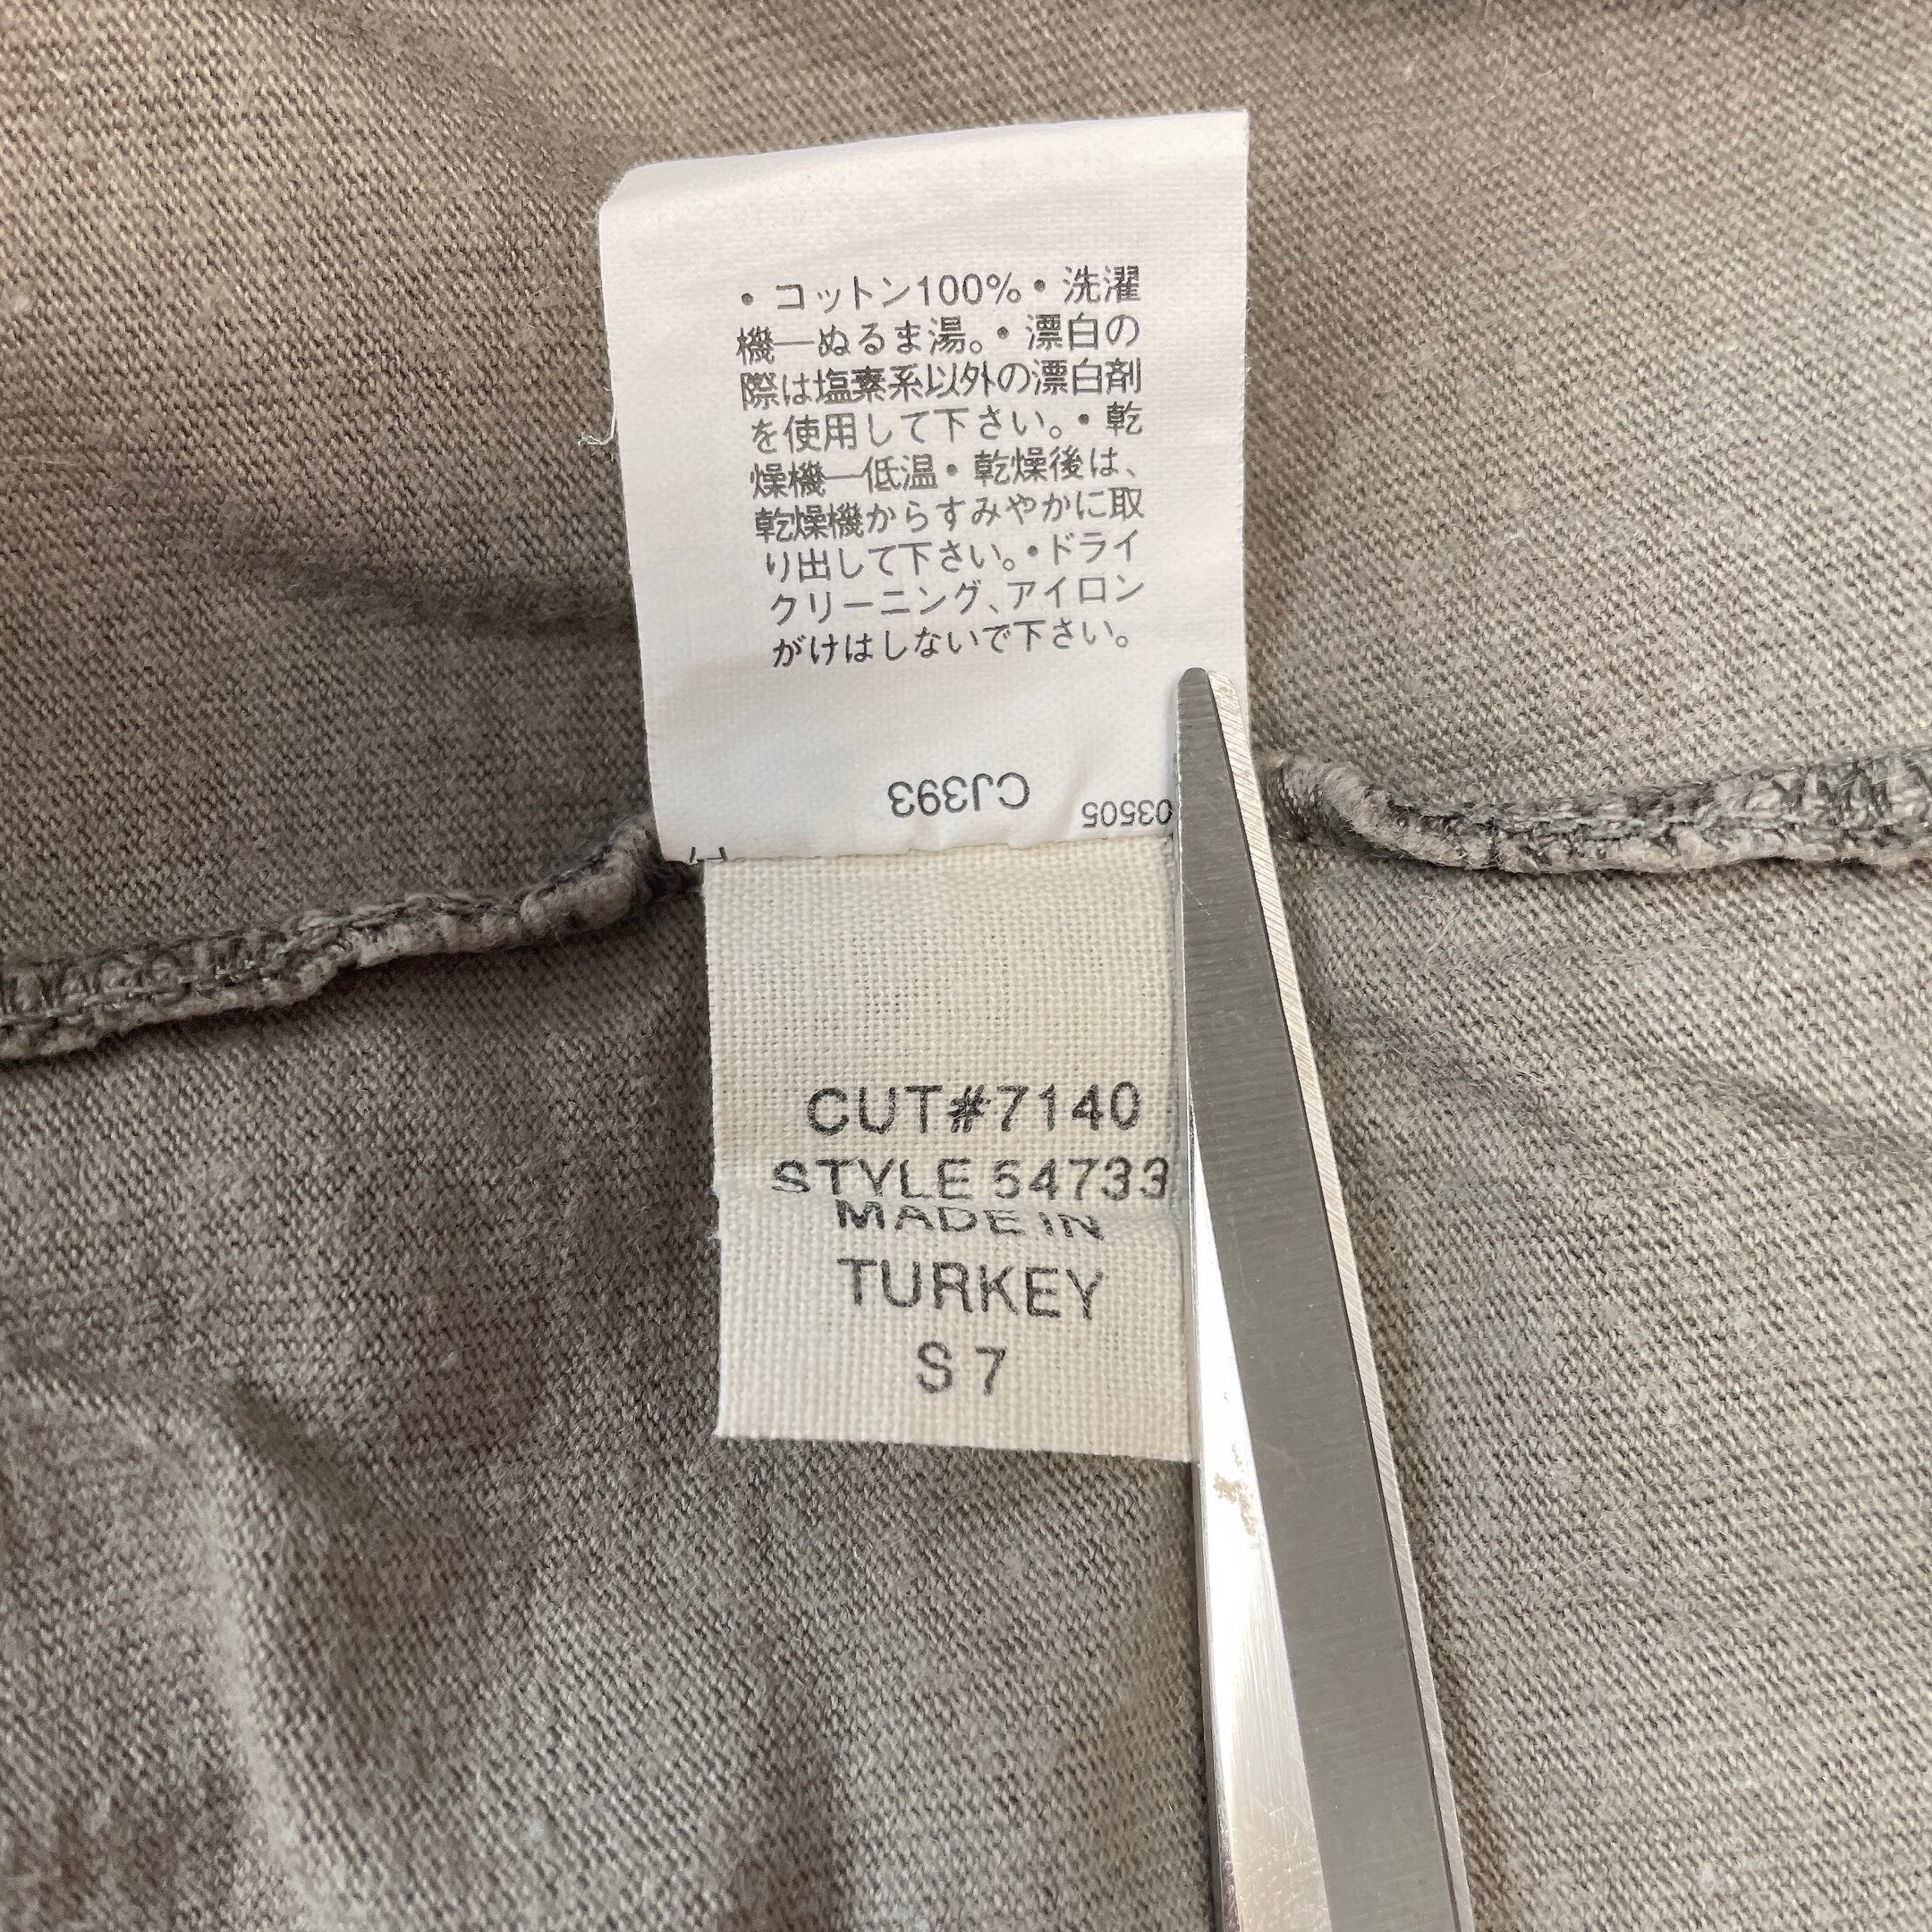 ・コットン100%・洗濯
機—ぬるま湯。・漂白の
際は塩素系以外の漂白剤
を使用して下さい。・乾
燥機—低温・乾燥後は、
乾燥機からすみやかに取
り出して下さい。・ドライ
クリーニング、アイロン
がけはしないで下さい。
CJ393
03505
CUT#7140
STYLE 54733
MADE IN
TURKEY
S 7